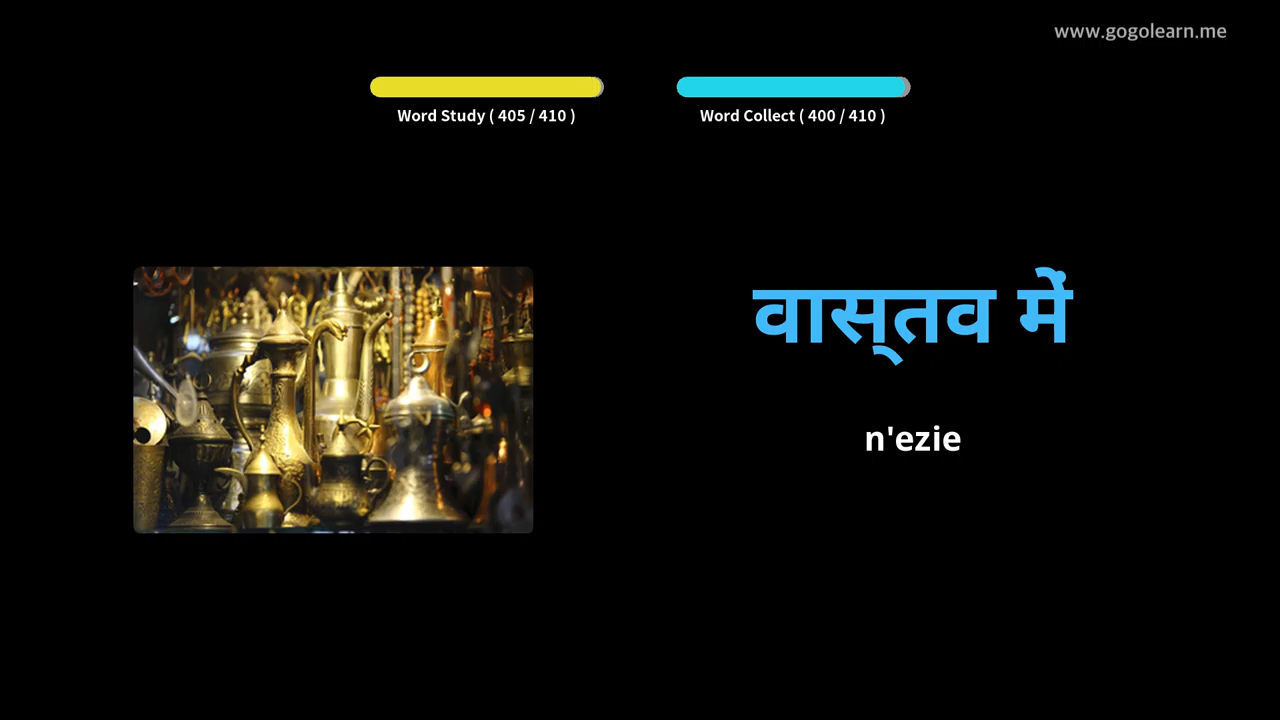 www.gogolearn.me
Word Study ( 405 / 410 )
Word Collect ( 400 / 410 )
वास्तव में
n'ezie